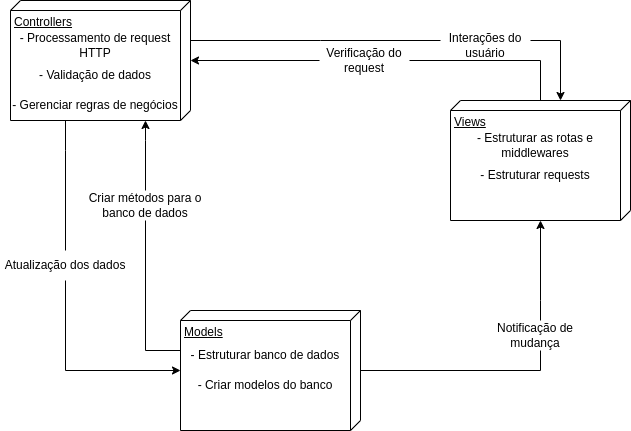 Controllers
- Processamento de request
HTTP
- Validação de dados
- Gerenciar regras de negócios
Interações do
usuário
Verificação do
request
Views
- Estruturar as rotas e
middlewares
- Estruturar requests
Criar métodos para o
banco de dados
Atualização dos dados
Models
- Estruturar banco de dados
- Criar modelos do banco
Notificação de
mudança